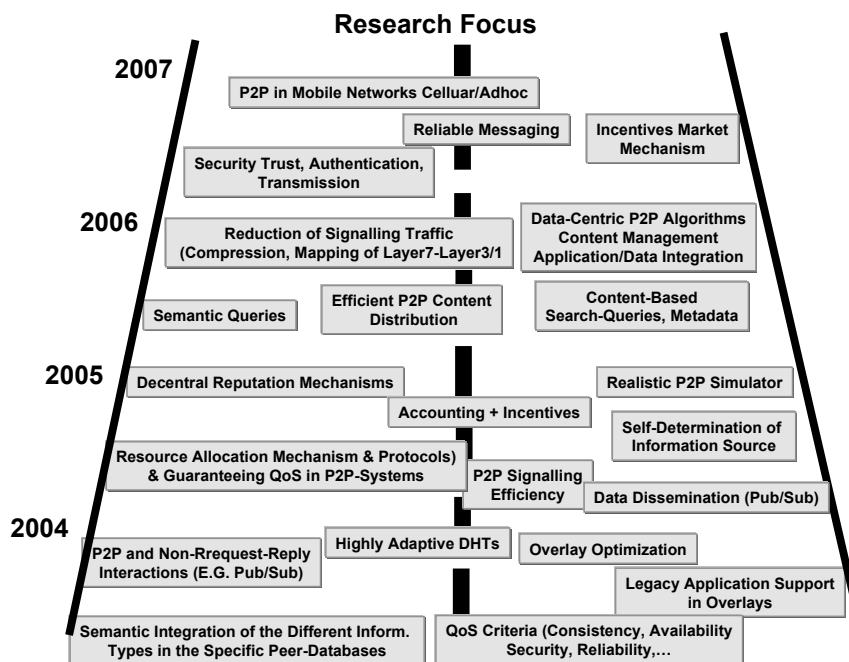 Research Focus
2007
P2P in Mobile Networks Celluar/Adhoc
Reliable Messaging
Incentives Market
Mechanism
Security Trust, Authentication,
Transmission
2006
Reduction of Signalling Traffic
(Compression, Mapping of Layer7-Layer3/1
Data-Centric P2P Algorithms
Content Management
Application/Data Integration
Semantic Queries
Efficient P2P Content
Distribution
Content-Based
Search-Queries, Metadata
2005
Decentral Reputation Mechanisms
Realistic P2P Simulator
Accounting + Incentives
Self-Determination of
Information Source
Resource Allocation Mechanism & Protocols)
& Guaranteeing QoS in P2P-Systems
P2P Signalling
Efficiency
Data Dissemination (Pub/Sub)
2004
P2P and Non-Rrequest-Reply
Interactions (E.G. Pub/Sub)
Highly Adaptive DHTs
Overlay Optimization
Legacy Application Support
in Overlays
Semantic Integration of the Different Inform.
Types in the Specific Peer-Databases
QoS Criteria (Consistency, Availability
Security, Reliability,…